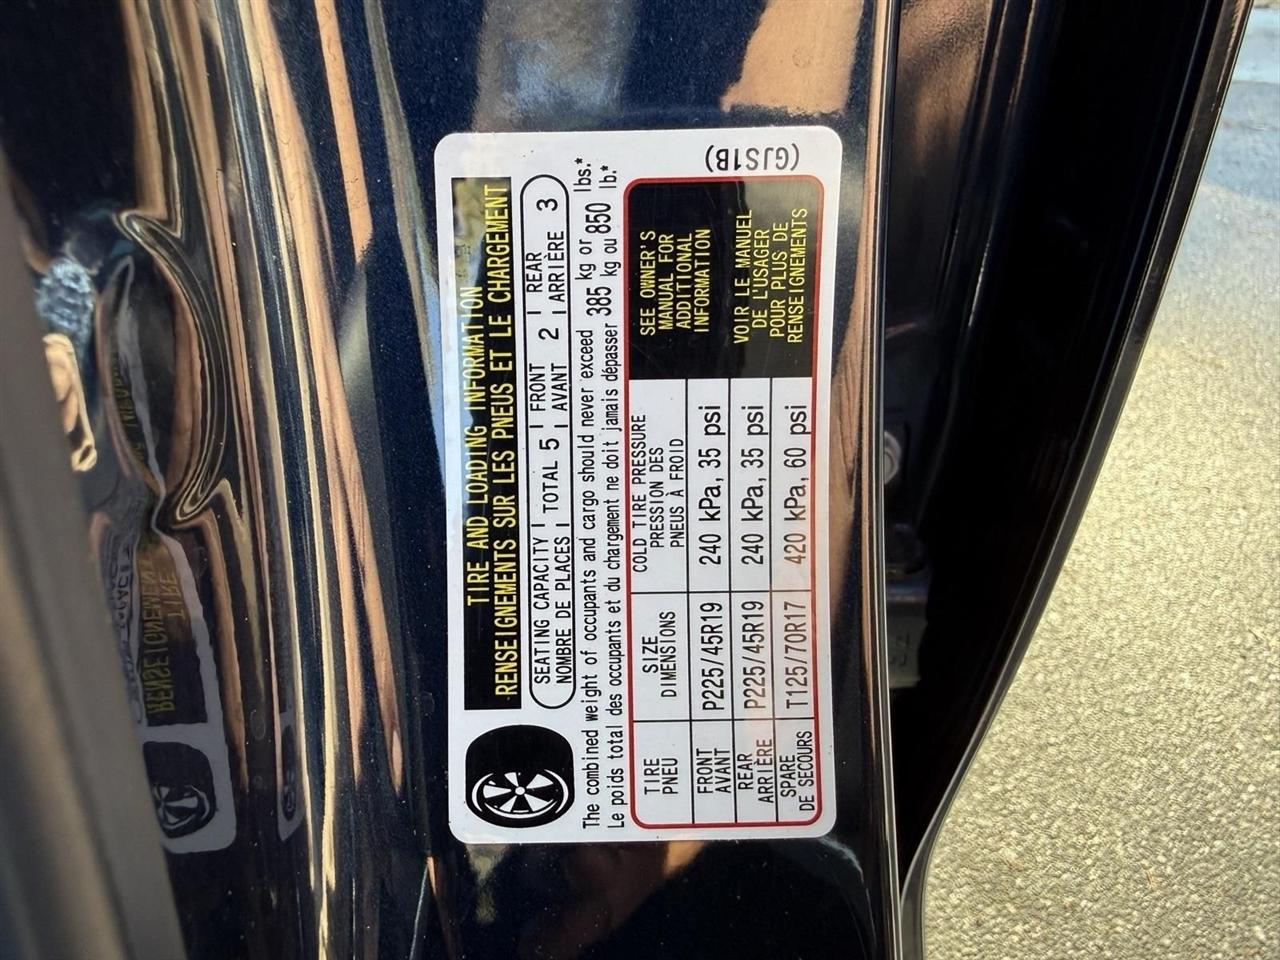 TIRE AND LOADING INFORMATION
RENSEIGNEMENTS SUR LES PNEUS ET LE CHARGEMENT
SEATING CAPACITY TOTAL 5 FRONT 2 REAR 3
NOMBRE DE PLACES AVANT ARRIÈRE
The combined weight of occupants and cargo should never exceed 385 kg or 850 lbs.*
Le poids total des occupants et du chargement ne doit jamais dépasser 385 kg ou 850 lb.*
TIRE
PNEU
SIZE
DIMENSIONS
COLD TIRE PRESSURE
PRESSION DES
PNEUS À FROID
FRONT
AVANT
P225/45R19
240 kPa, 35 psi
REAR
ARRIÈRE
P225/45R19
240 kPa, 35 psi
SPARE
DE SECOURS
T125/70R17
420 kPa, 60 psi
SEE OWNER'S
MANUAL FOR
ADDITIONAL
INFORMATION
VOIR LE MANUEL
DE L'USAGER
POUR PLUS DE
RENSEIGNEMENTS
(GJS1B)